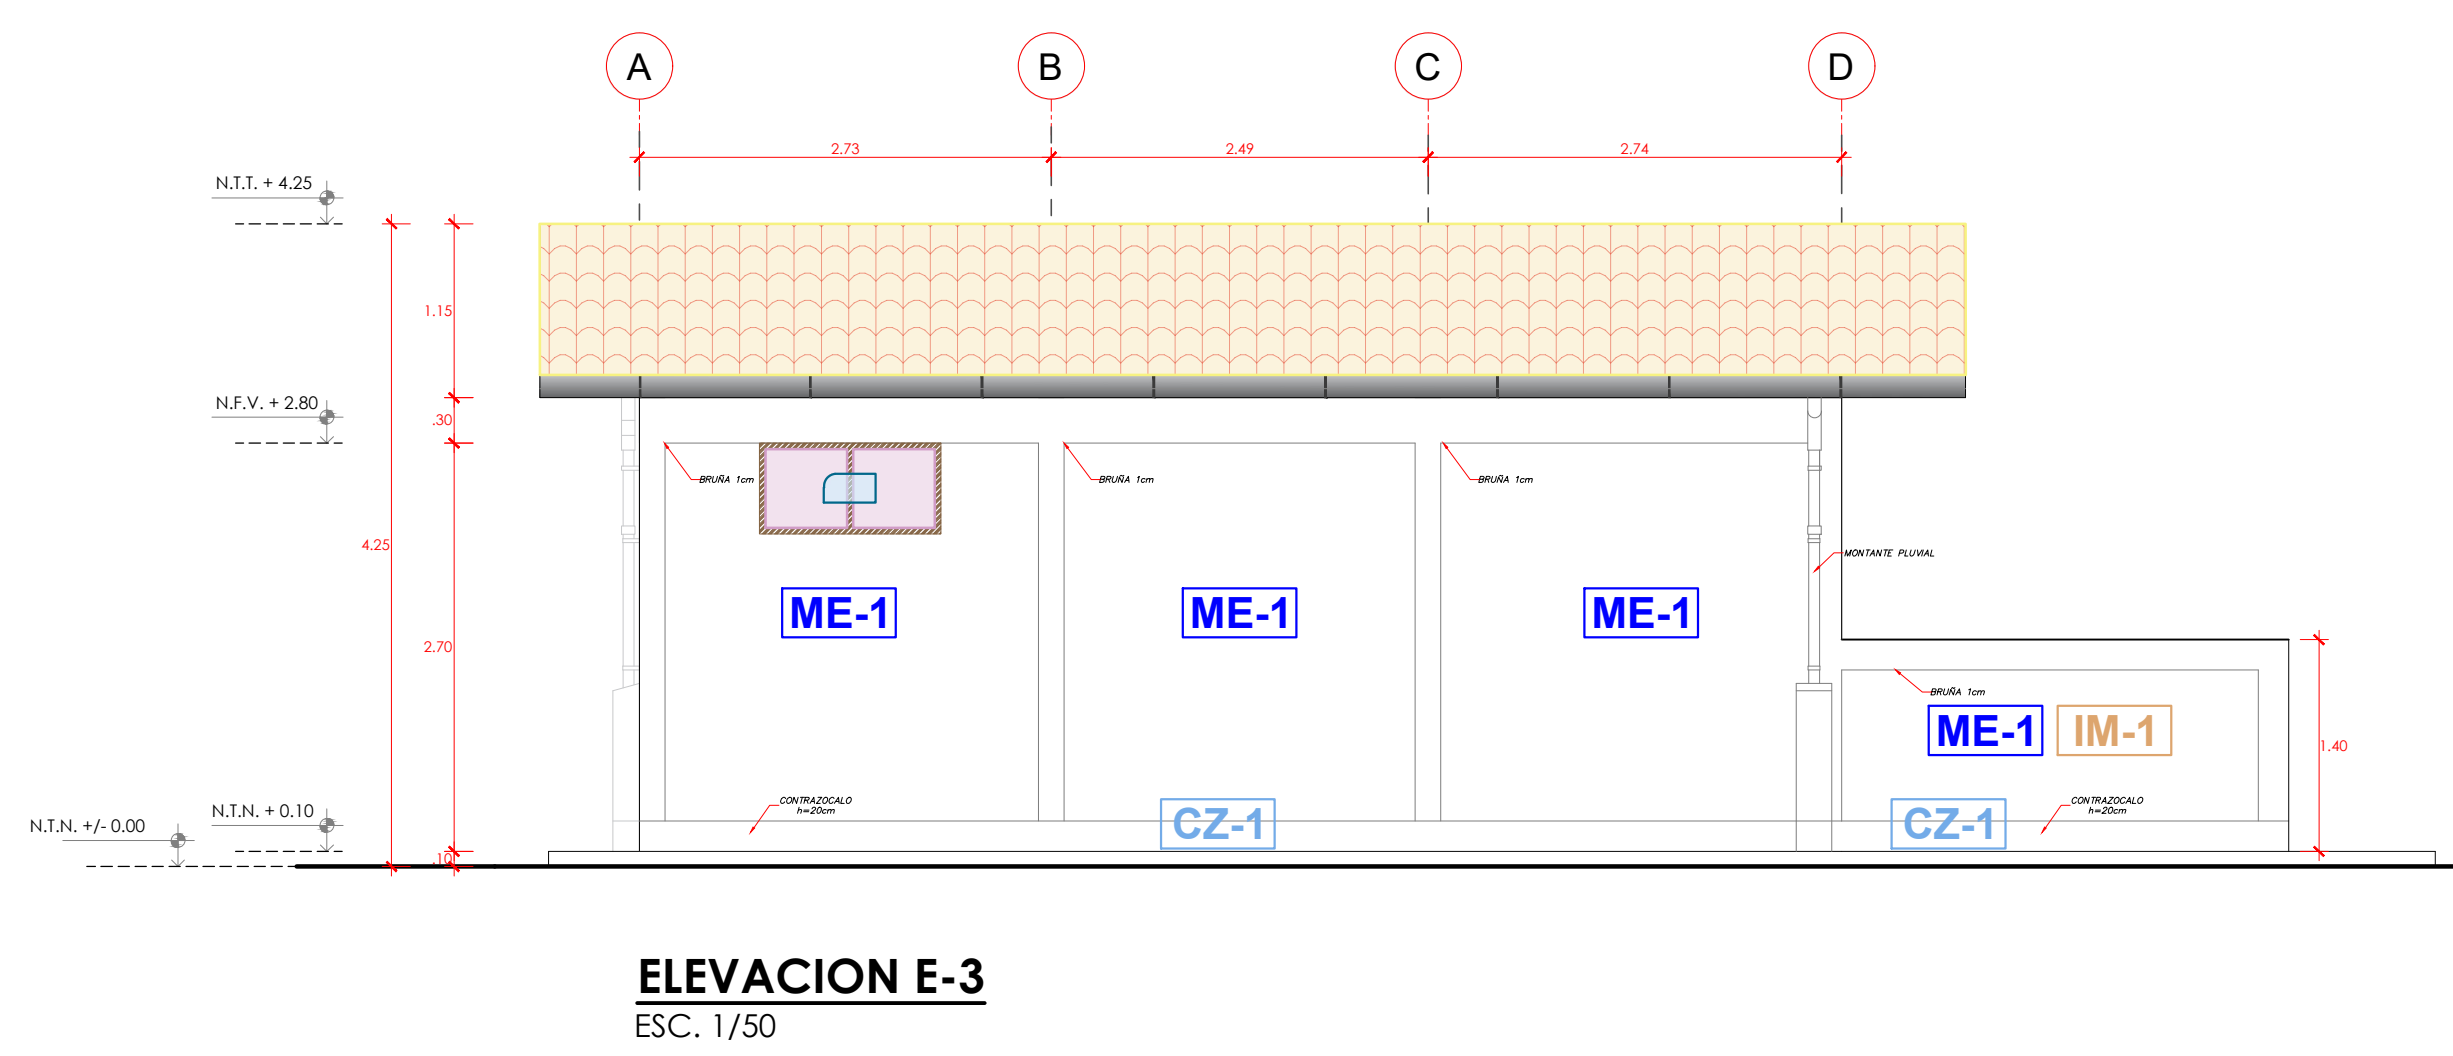 A
B
C
D
2.73
2.49
2.74
N.T.T. + 4.25
1.15
N.F.V. + 2.80
.30
BRUÑA 1cm
BRUÑA 1cm
BRUÑA 1cm
4.25
MONTANTE PLUVIAL
ME-1
ME-1
ME-1
2.70
BRUÑA 1cm
ME-1
IM-1
1.40
CONTRAZOCALO
h=20cm
CZ-1
CZ-1
CONTRAZOCALO
h=20cm
N.T.N. + 0.10
N.T.N. +/- 0.00
.10
ELEVACION E-3
ESC. 1/50